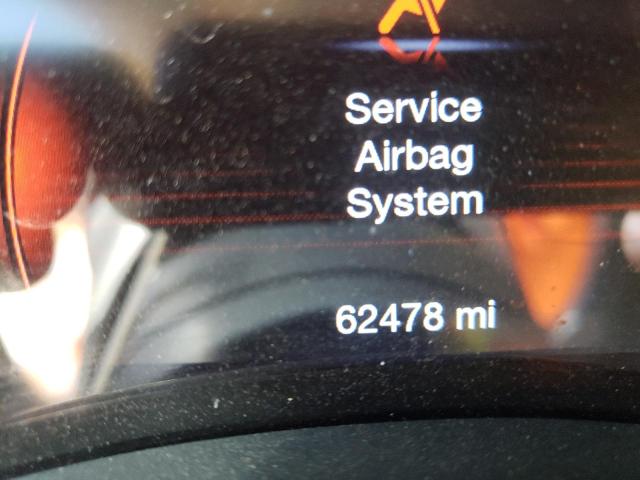 Service
Airbag
System
62478 mi